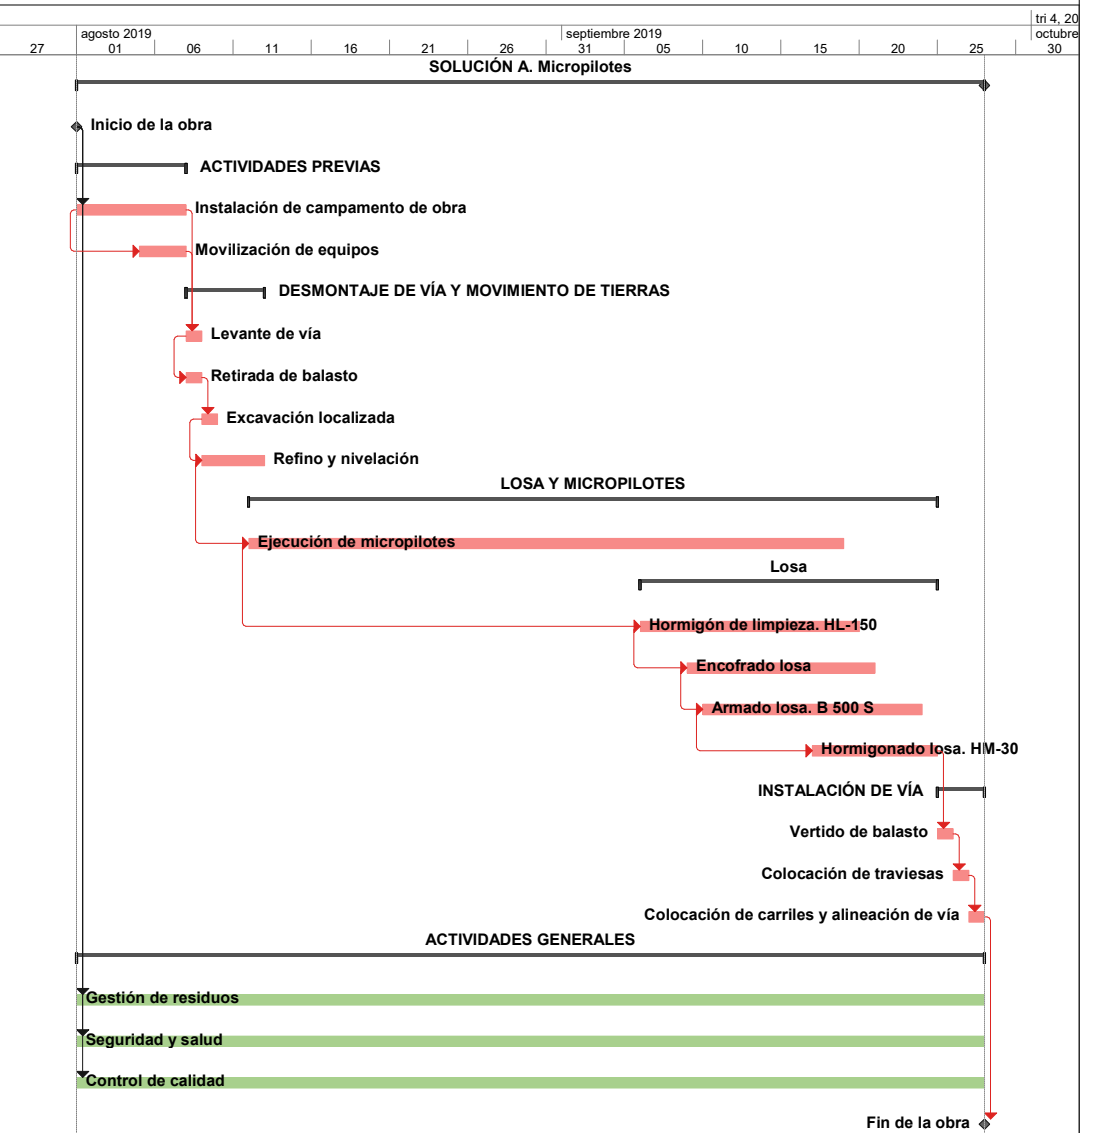 tri 4, 20
agosto 2019 septiembre 2019 octubre
27 01 06 11 16 21 26 31 05 10 15 20 25 30
SOLUCIÓN A. Micropilotes
Inicio de la obra
ACTIVIDADES PREVIAS
Instalación de campamento de obra
Movilización de equipos
DESMONTAJE DE VÍA Y MOVIMIENTO DE TIERRAS
Levante de vía
Retirada de balasto
Excavación localizada
Refino y nivelación
LOSA Y MICROPILOTES
Ejecución de micropilotes
Losa
Hormigón de limpieza. HL-150
Encofrado losa
Armado losa. B 500 S
Hormigonado losa. HM-30
INSTALACIÓN DE VÍA
Vertido de balasto
Colocación de traviesas
Colocación de carriles y alineación de vía
ACTIVIDADES GENERALES
Gestión de residuos
Seguridad y salud
Control de calidad
Fin de la obra